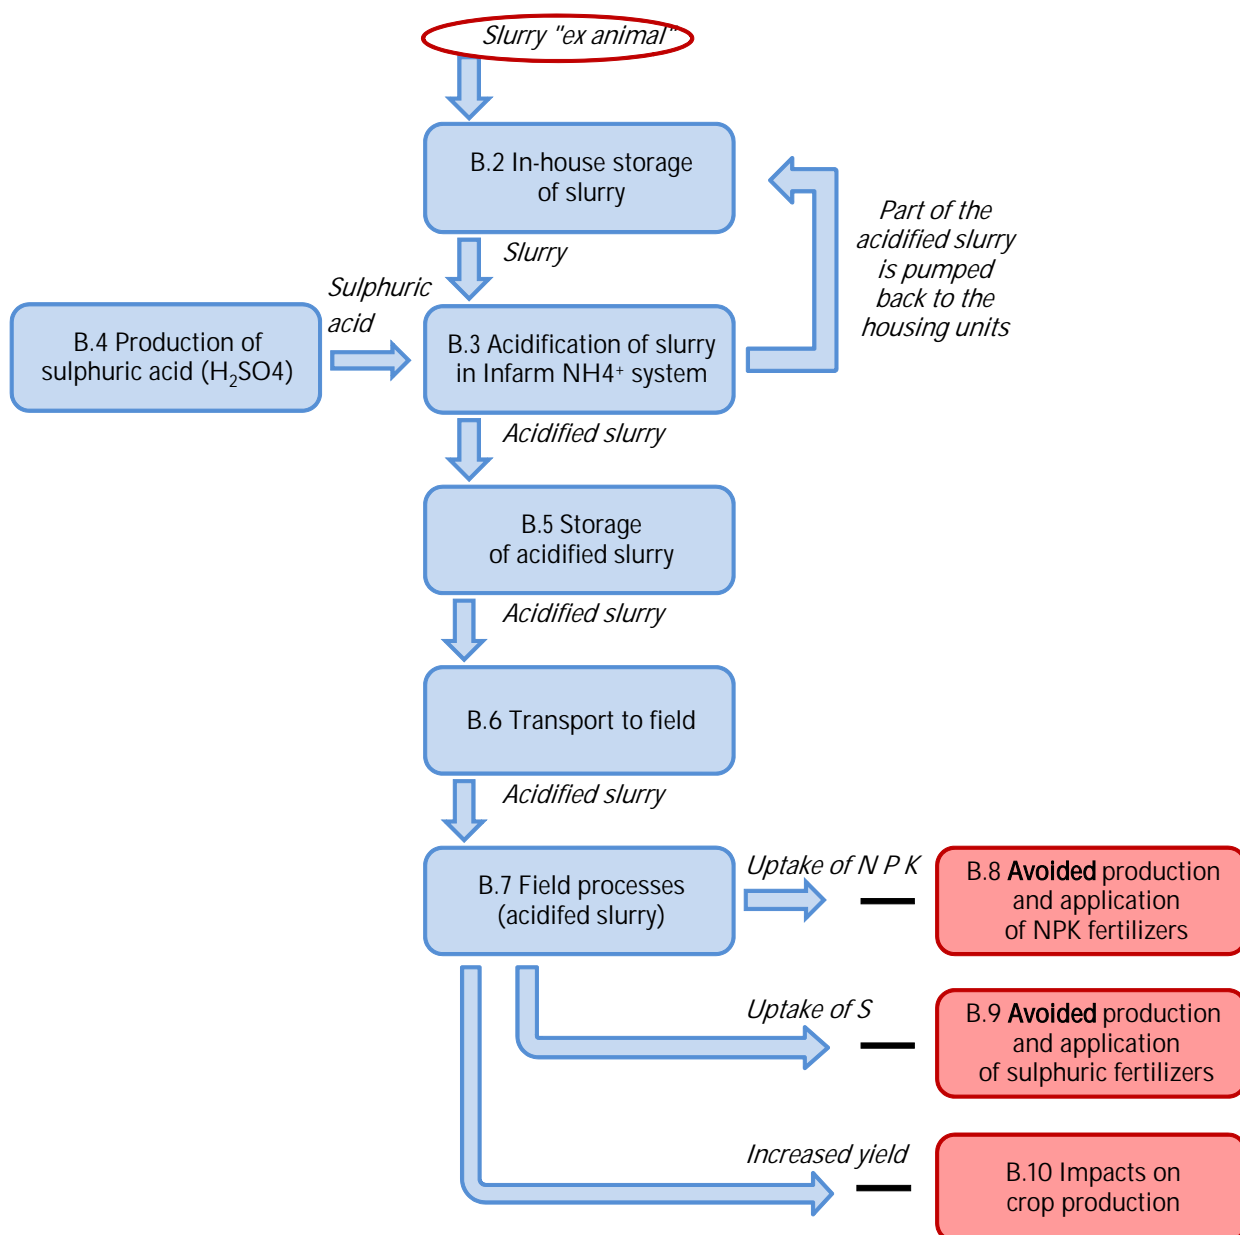 Slurry "ex animal"
B.2 In-house storage
of slurry
Part of the
acidified slurry
is pumped
back to the
housing units
Slurry
Sulphuric
acid
B.4 Production of
sulphuric acid (H₂SO4)
B.3 Acidification of slurry
in Infarm NH4⁺ system
Acidified slurry
B.5 Storage
of acidified slurry
Acidified slurry
B.6 Transport to field
Acidified slurry
B.7 Field processes
(acidifed slurry)
Uptake of N P K
B.8 Avoided production
and application
of NPK fertilizers
Uptake of S
B.9 Avoided production
and application
of sulphuric fertilizers
Increased yield
B.10 Impacts on
crop production